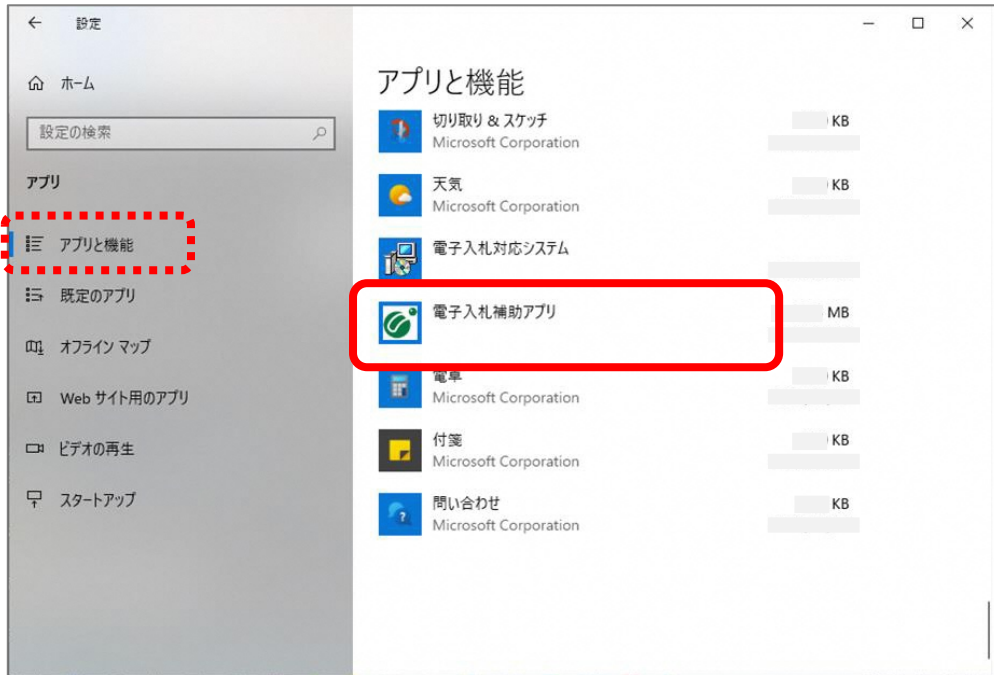 設定
ホーム
設定の検索
アプリ
アプリと機能
既定のアプリ
オフライン マップ
Web サイト用のアプリ
ビデオの再生
スタートアップ
アプリと機能
切り取り & スケッチ
KB
Microsoft Corporation
天気
KB
Microsoft Corporation
電子入札対応システム
電子入札補助アプリ
MB
電卓
KB
Microsoft Corporation
付箋
KB
Microsoft Corporation
問い合わせ
KB
Microsoft Corporation